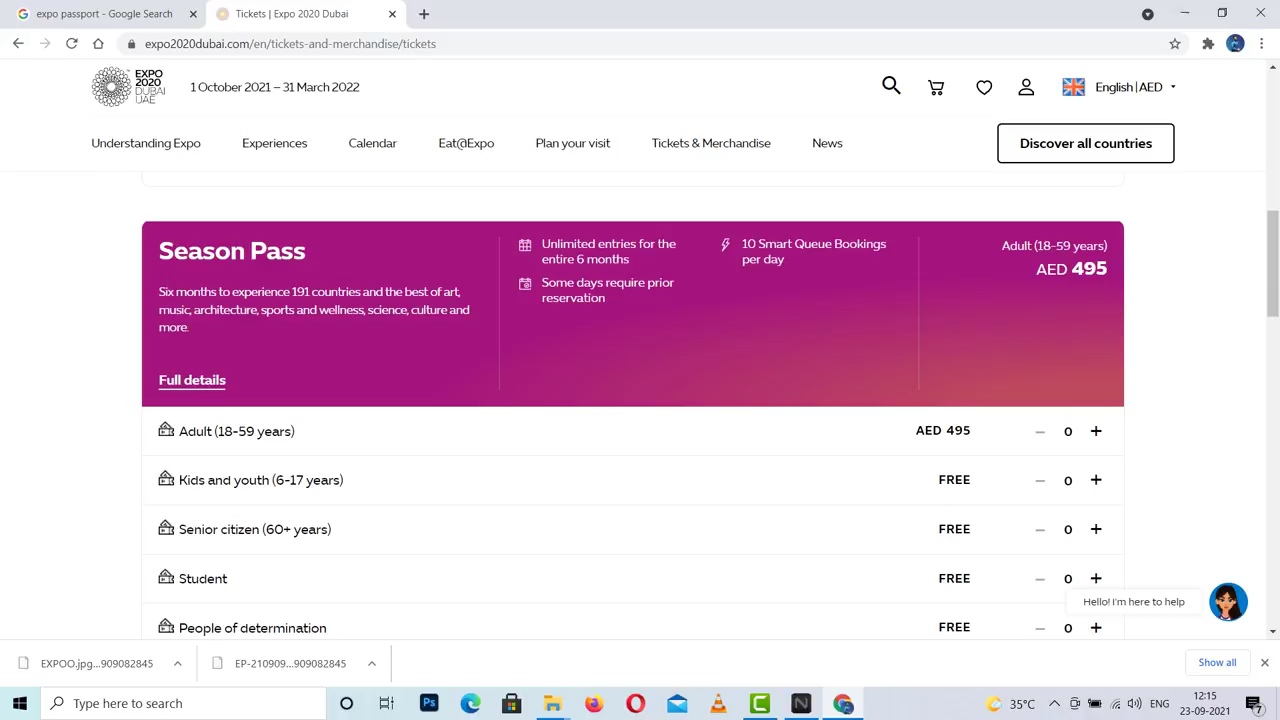 expo passport - Google Search
Tickets | Expo 2020 Dubai
expo2020dubai.com/en/tickets-and-merchandise/tickets
EXPO
2020
DUBAI
UAE
1 October 2021 – 31 March 2022
English | AED
Understanding Expo
Experiences
Calendar
Eat@Expo
Plan your visit
Tickets & Merchandise
News
Discover all countries
Season Pass
Six months to experience 191 countries and the best of art,
music, architecture, sports and wellness, science, culture and
more.
Full details
Unlimited entries for the
entire 6 months
Some days require prior
reservation
10 Smart Queue Bookings
per day
Adult (18-59 years)
AED 495
Adult (18-59 years) AED 495 – 0 +
Kids and youth (6-17 years) FREE – 0 +
Senior citizen (60+ years) FREE – 0 +
Student FREE – 0 +
Hello! I'm here to help
People of determination FREE – 0 +
EXPOO.jpg...909082845
EP-210909...909082845
Show all
Type here to search
Ps
N
35°C
ENG
12:15
23-09-2021
7